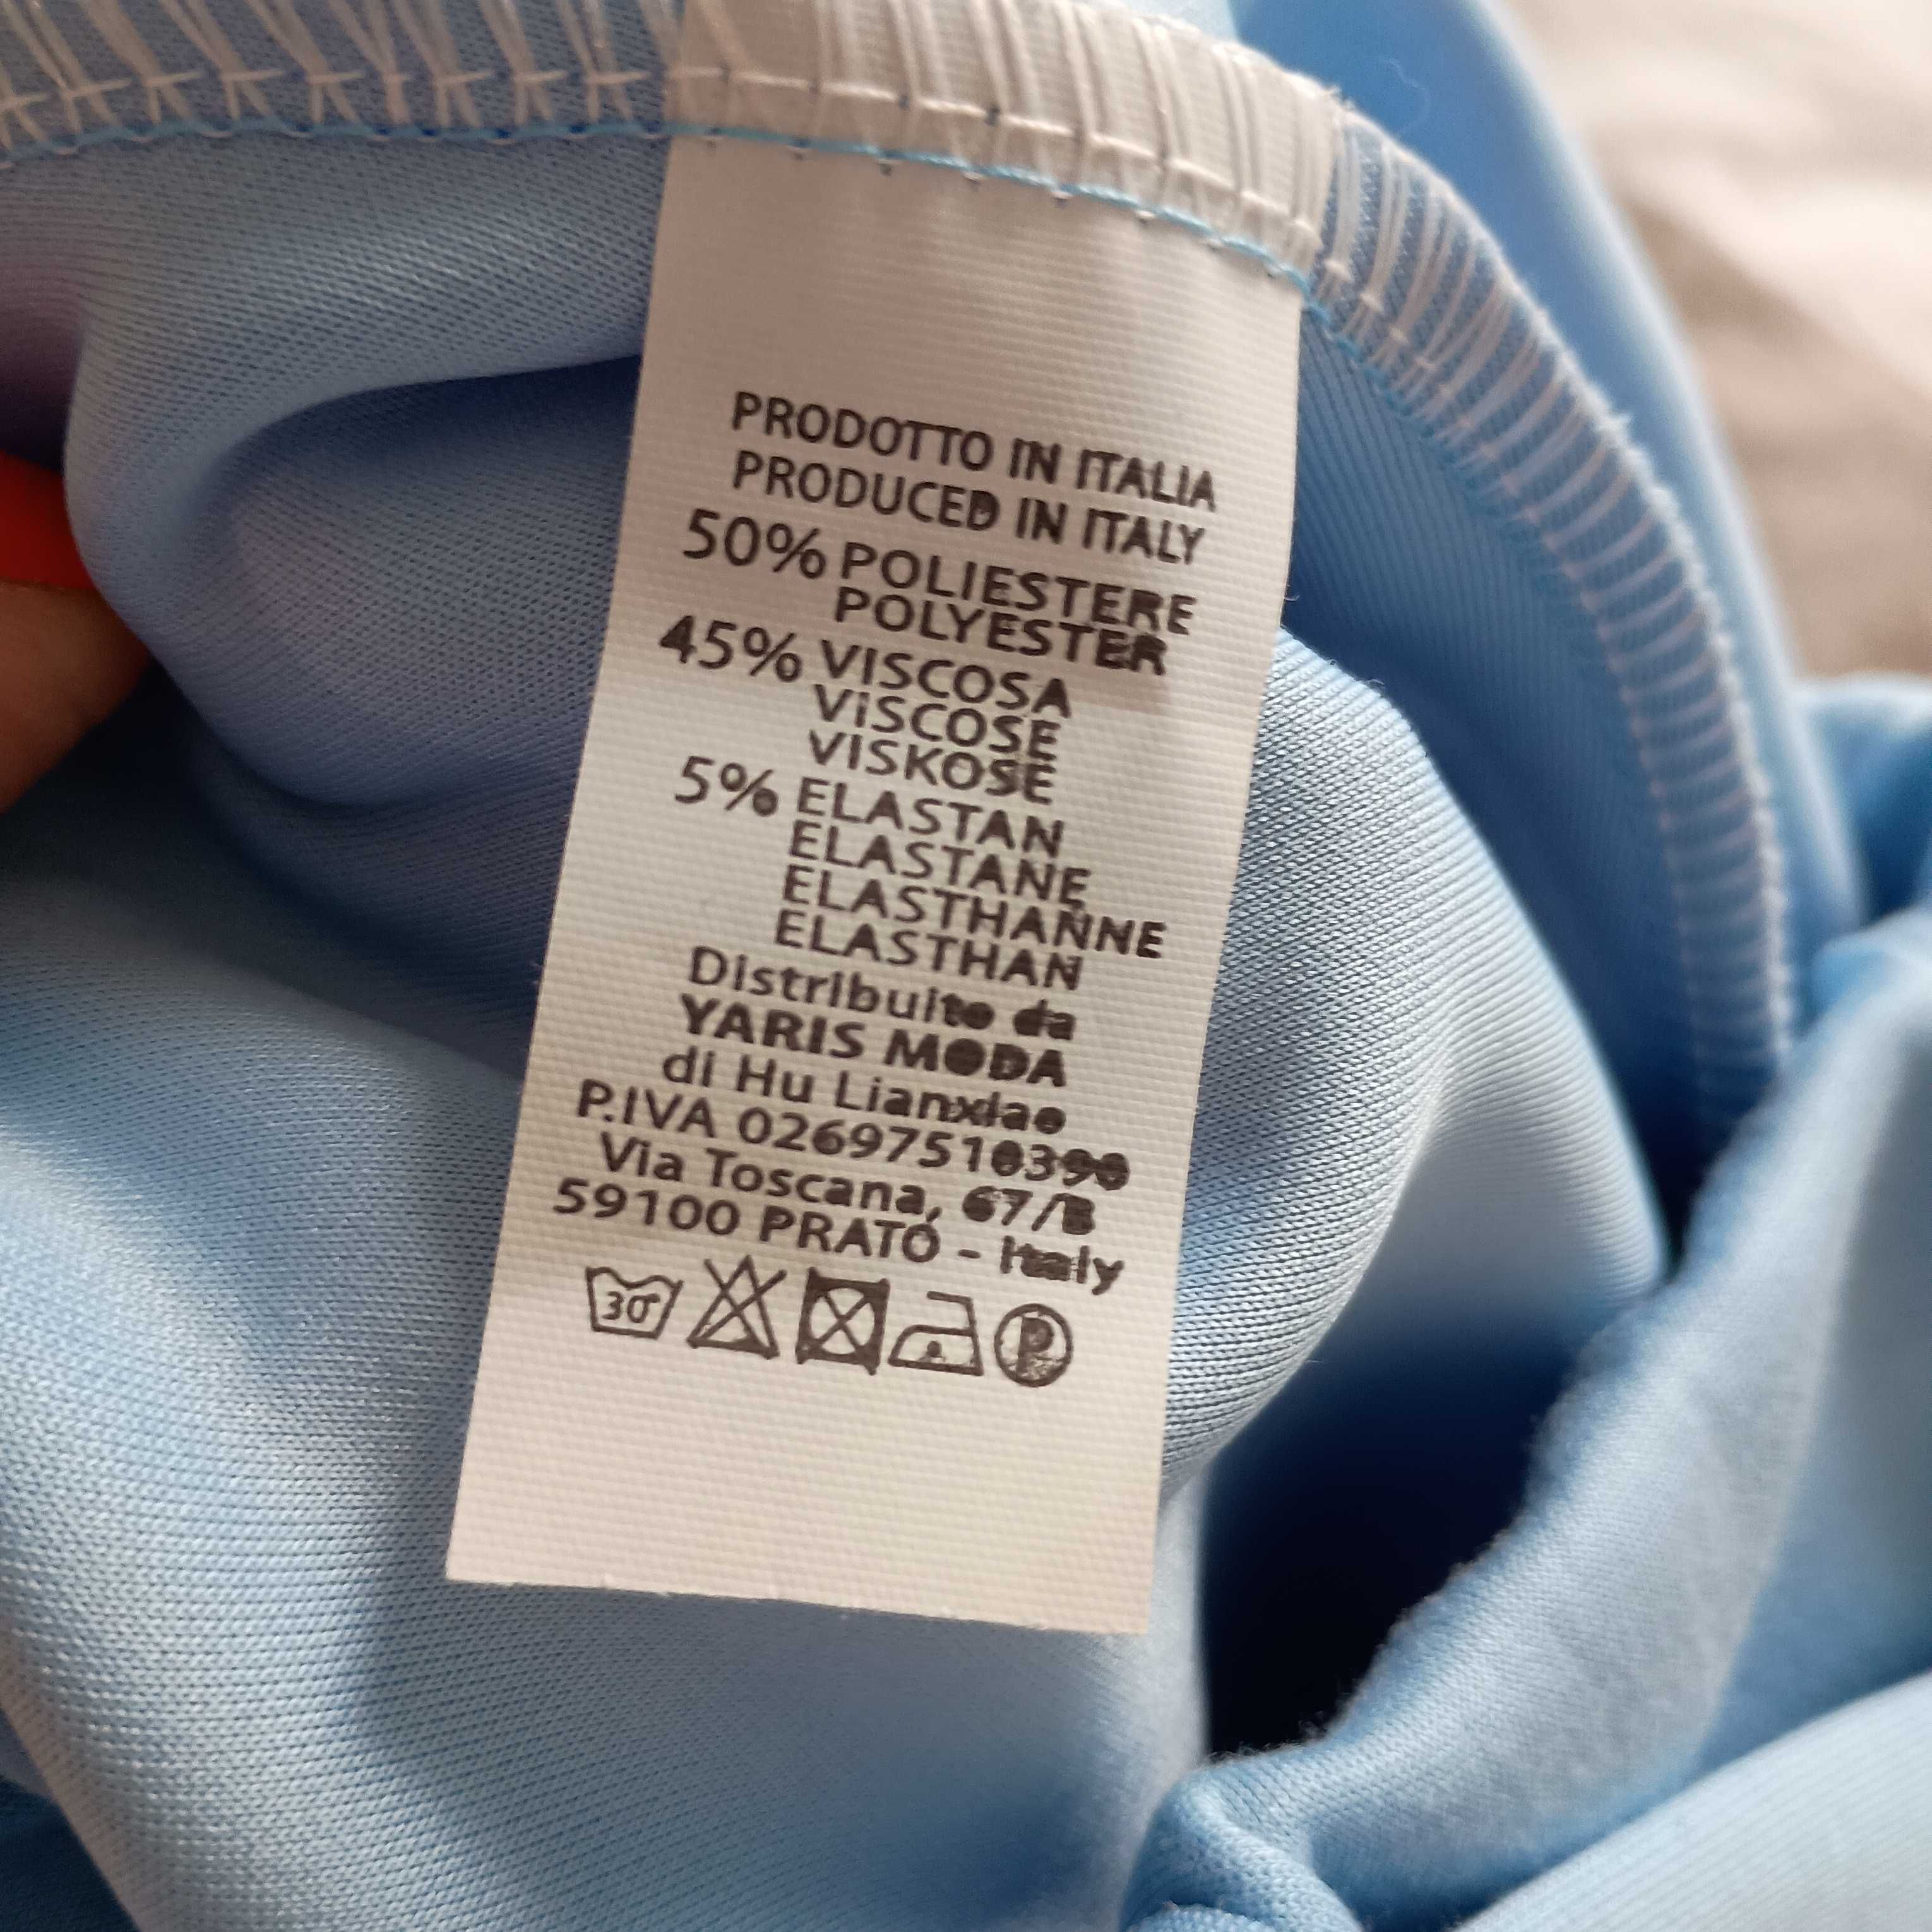 PRODOTTO IN ITALIA
PRODUCED IN ITALY
50% POLIESTERE
POLYESTER
45% VISCOSA
ViSCOSE
VISKOSE
5% ELASTAN
ELASTANE
ELASTHANNE
ELASTHAN
Distribuito da
YARIS MODA
di Hu Lianxiao
P.IVA 02697510390
Via Toscana, 67/B
59100 PRATO - Italy
30° P